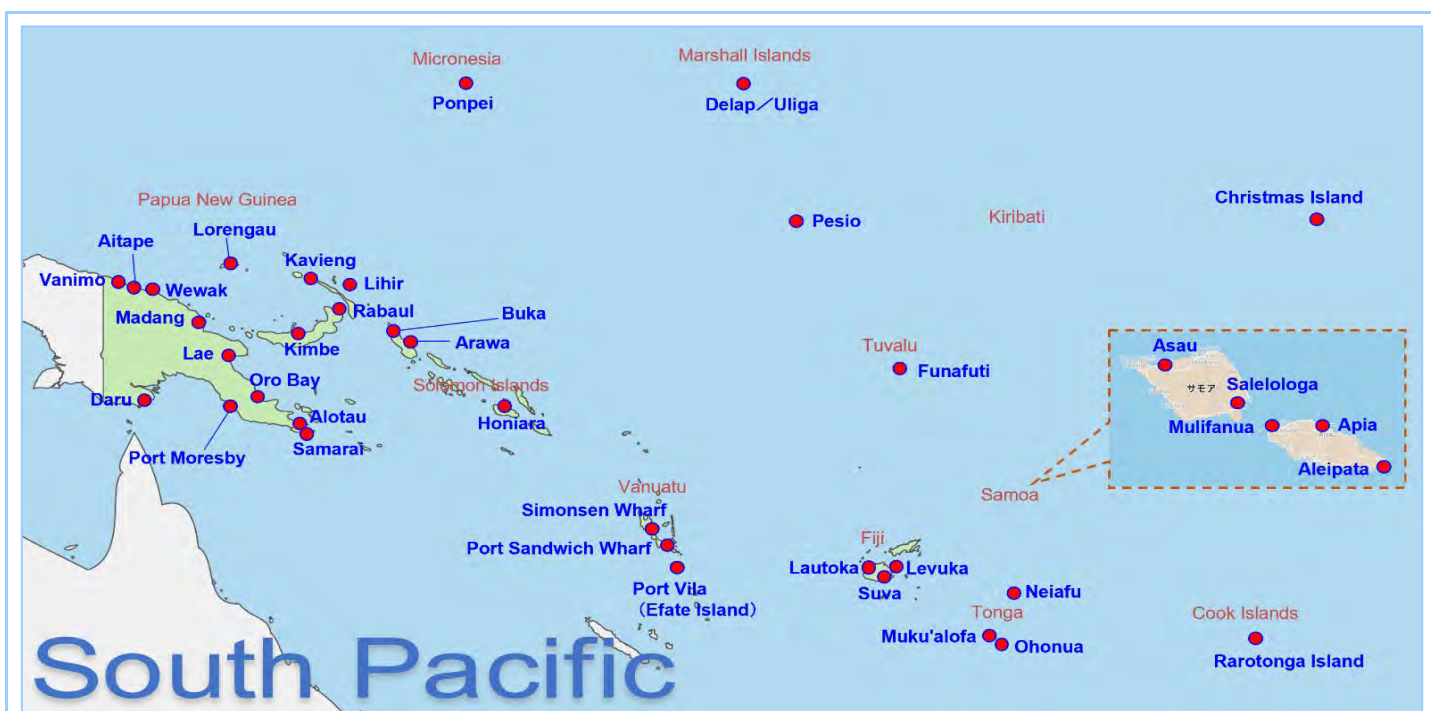 Micronesia
Ponpei
Marshall Islands
Delap／Uliga
Papua New Guinea
Lorengau
Aitape
Vanimo
Wewak
Kavieng
Lihir
Madang
Rabaul
Buka
Kimbe
Arawa
Lae
Oro Bay
Daru
Alotau
Port Moresby
Samarai
Solomon Islands
Honiara
Pesio
Kiribati
Christmas Island
Tuvalu
Funafuti
Asau
サモア
Salelologa
Mulifanua
Apia
Aleipata
Samoa
Vanuatu
Simonsen Wharf
Port Sandwich Wharf
Port Vila
（Efate Island）
Fiji
Lautoka
Levuka
Suva
Neiafu
Tonga
Muku'alofa
Ohonua
Cook Islands
Rarotonga Island
South Pacific